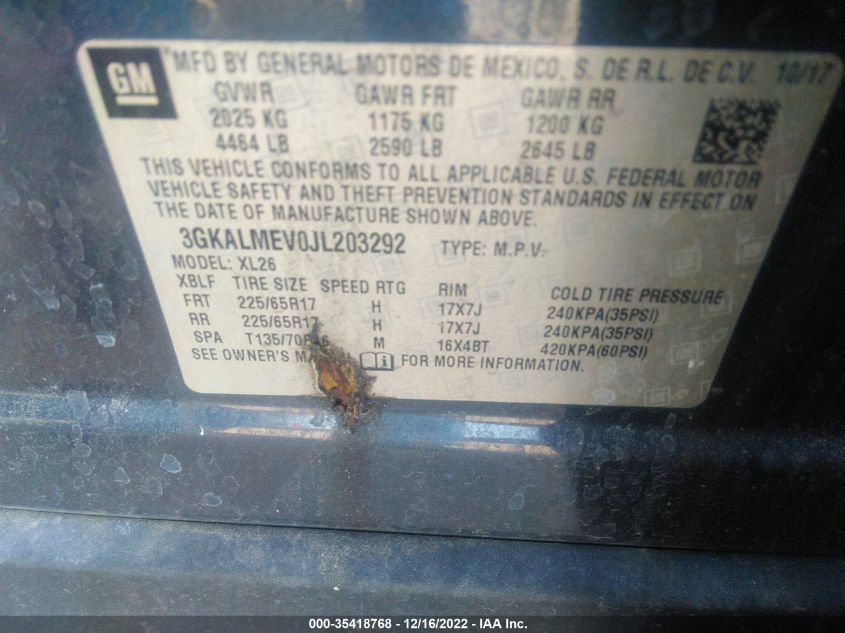 GM
MFD BY GENERAL MOTORS DE MEXICO, S. DE R.L. DE C.V. 10/17
GVWR GAWR FRT GAWR RR
2025 KG 1175 KG 1200 KG
4464 LB 2590 LB 2645 LB
THIS VEHICLE CONFORMS TO ALL APPLICABLE U.S. FEDERAL MOTOR
VEHICLE SAFETY AND THEFT PREVENTION STANDARDS IN EFFECT ON
THE DATE OF MANUFACTURE SHOWN ABOVE.
3GKALMEV0JL203292 TYPE: M.P.V.
MODEL: XL26
XBLF TIRE SIZE SPEED RTG RIM COLD TIRE PRESSURE
FRT 225/65R17 H 17X7J 240KPA(35PSI)
RR 225/65R17 H 17X7J 240KPA(35PSI)
SPA M 16X4BT 420KPA(60PSI)
SEE OWNER'S FOR MORE INFORMATION.
000-35418768 - 12/16/2022 - IAA Inc.